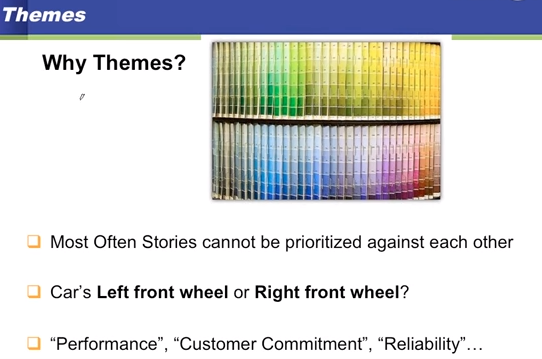 Themes
Why Themes?
Most Often Stories cannot be prioritized against each other
Car’s Left front wheel or Right front wheel?
“Performance”, “Customer Commitment”, “Reliability”…